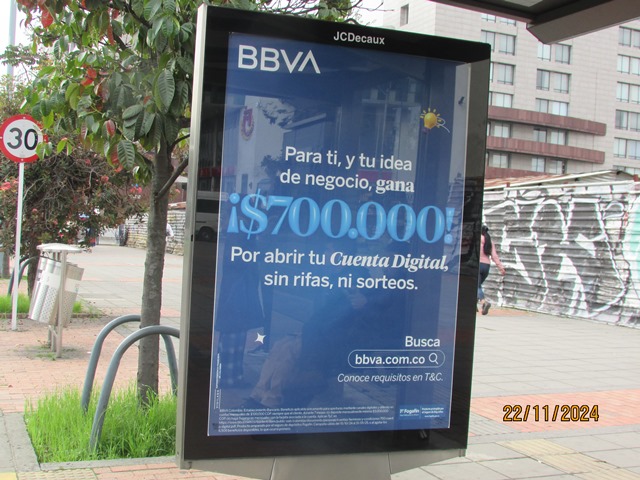 JCDecaux
BBVA
30
Para ti, y tu idea
de negocio, gana
¡$700.000!
Por abrir tu Cuenta Digital,
sin rifas, ni sorteos.
Busca
bbva.com.co
Conoce requisitos en T&C.
22/11/2024